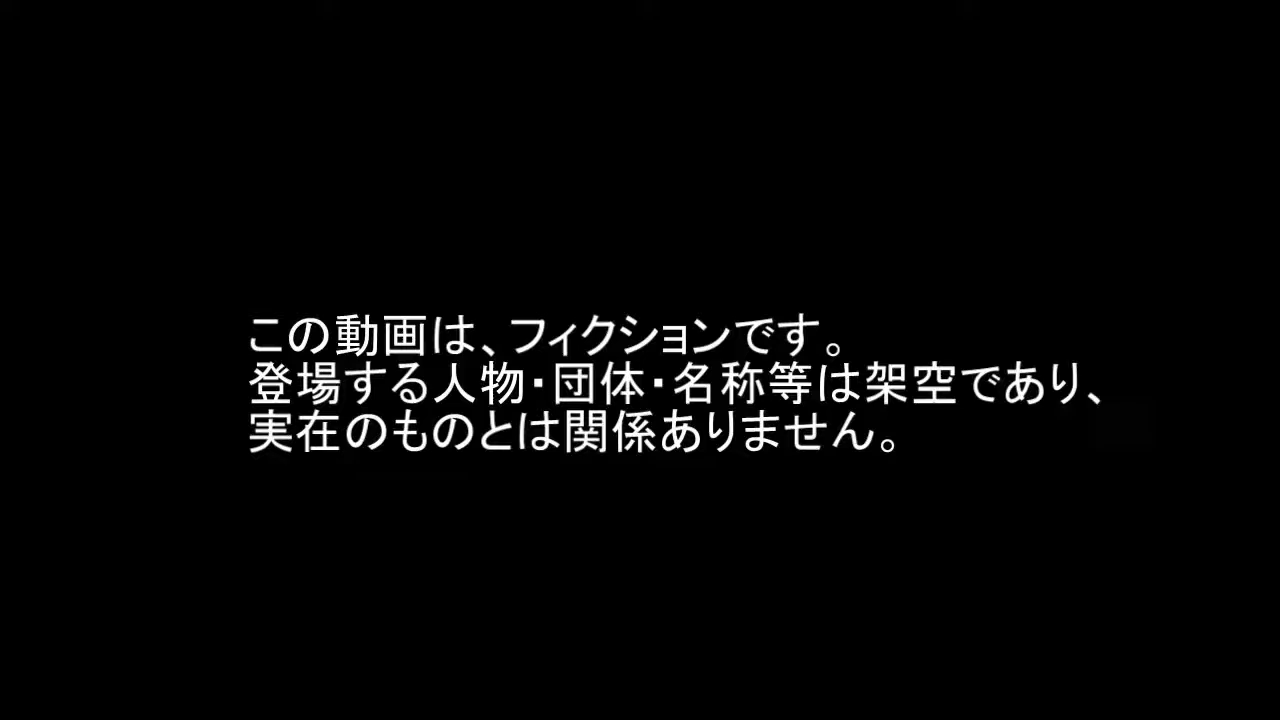 この動画は、フィクションです。
登場する人物・団体・名称等は架空であり、
実在のものとは関係ありません。